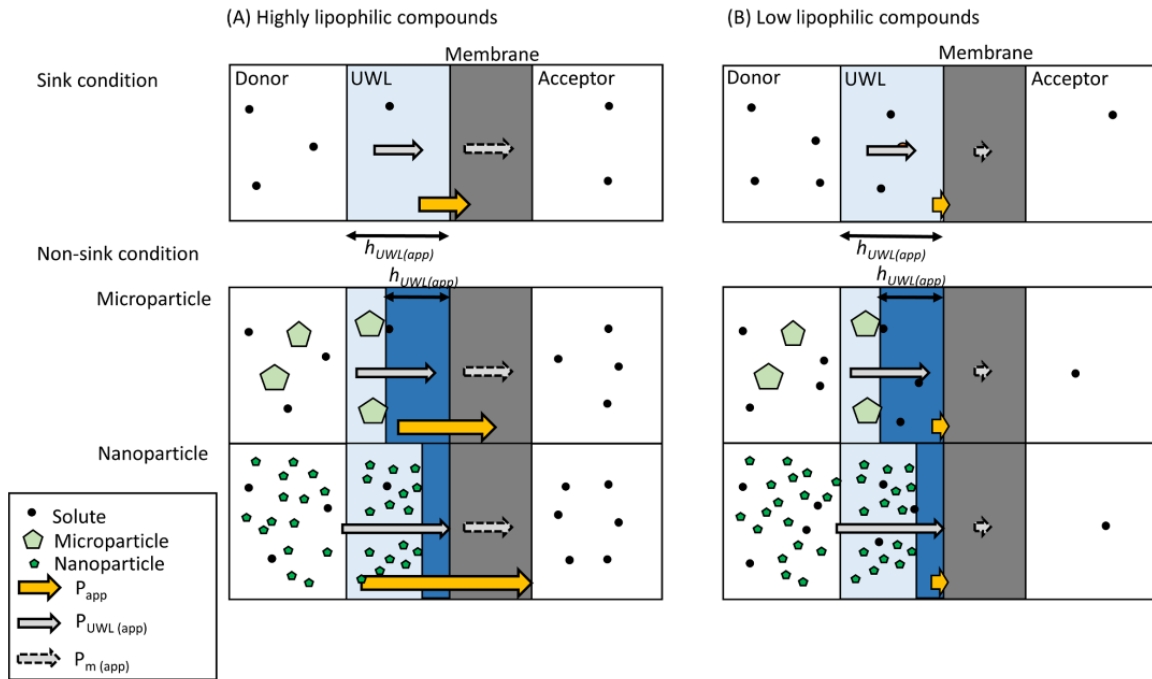 (A) Highly lipophilic compounds
(B) Low lipophilic compounds
Membrane
Membrane
Sink condition
Donor
UWL
Acceptor
Donor
UWL
Acceptor
h_UWL(app)
h_UWL(app)
Non-sink condition
h_UWL(app)
h_UWL(app)
Microparticle
Nanoparticle
Solute
Microparticle
Nanoparticle
P_app
P_UWL (app)
P_m (app)